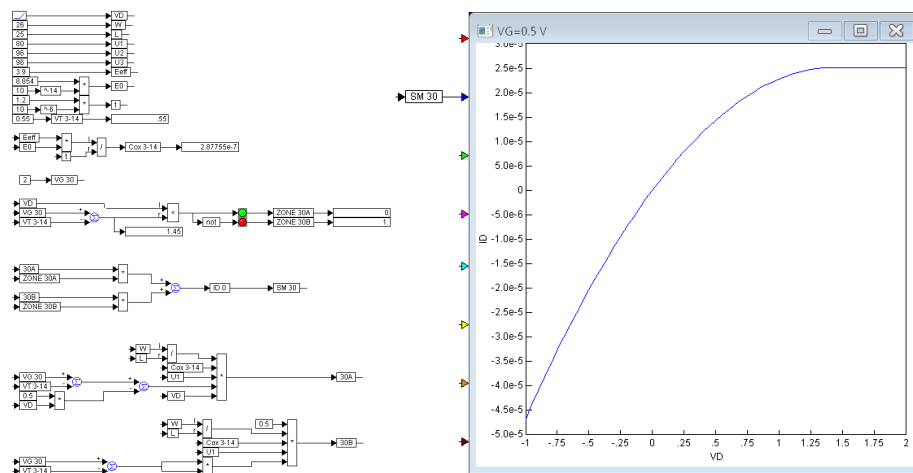 VD
26 W
25 L
80 U1
96 U2
96 U3
3.9 Eeff
8.854 *
10 ^-14 E0
1.2 *
10 ^-6 t
0.55 VT 3-14 .55
Eeff
E0 * l
t r / Cox 3-14 2.87755e-7
2 VG 30
VD l
VG 30 + r < ZONE 30A 0
VT 3-14 - Σ not ZONE 30B 1.
1.45
30A
ZONE 30A *
+ + Σ ID 0 SM 30
30B
ZONE 30B *
W l
L r /
Cox 3-14
VG 30 + U1 * 30A
VT 3-14 - Σ + - Σ
0.5
VD * VD
W l 0.5
L r /
Cox 3-14 * 30B
U1
VG 30 + *
VT 3-14 - Σ
SM 30
VG=0.5 V
3.0e-5
2.5e-5
2.0e-5
1.5e-5
1.0e-5
5.0e-6
0
-5.0e-6
ID
-1.0e-5
-1.5e-5
-2.0e-5
-2.5e-5
-3.0e-5
-3.5e-5
-4.0e-5
-4.5e-5
-5.0e-5
-1 -.75 -.5 -.25 0 .25 .5 .75 1 1.25 1.5 1.75 2
VD